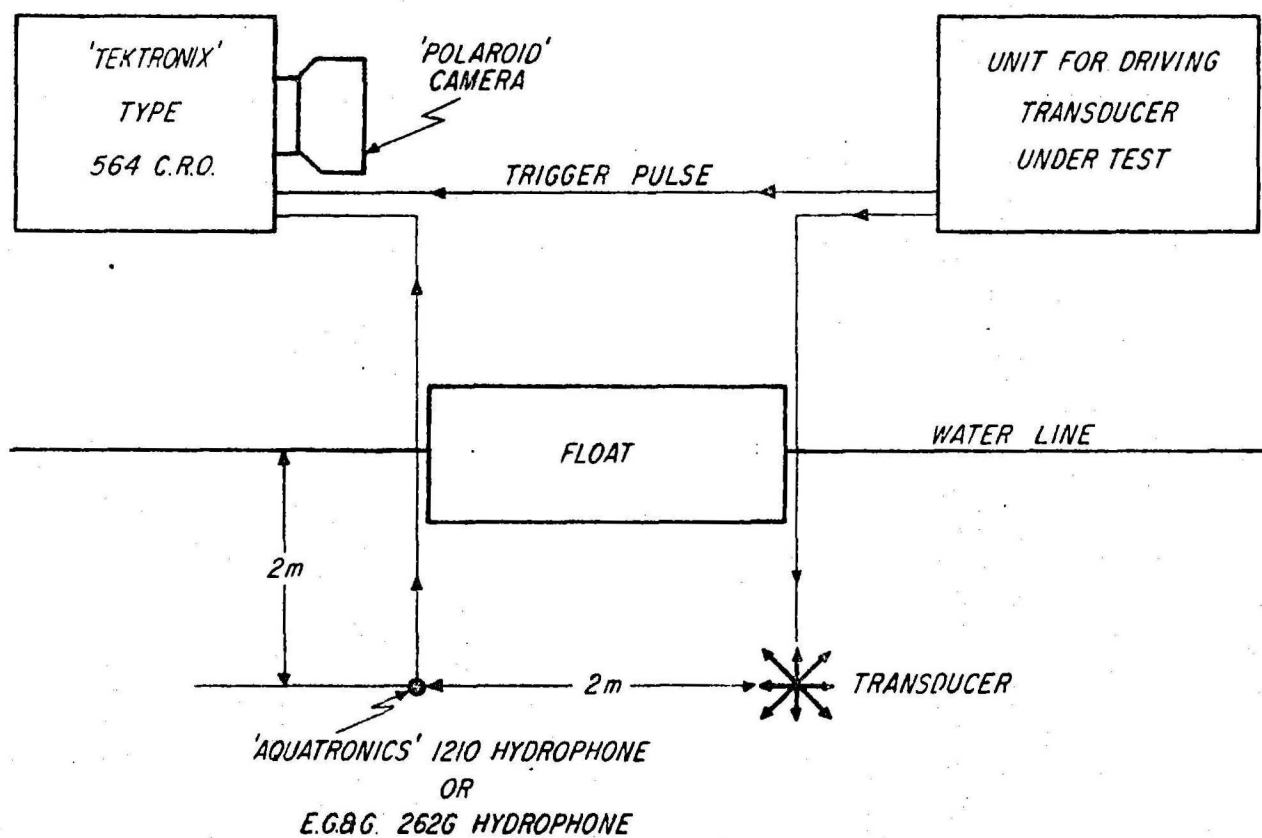 'TEKTRONIX'
TYPE
564 C.R.O.
'POLAROID'
CAMERA
UNIT FOR DRIVING
TRANSDUCER
UNDER TEST
TRIGGER PULSE
FLOAT
WATER LINE
2m
2m
TRANSDUCER
'AQUATRONICS' 1210 HYDROPHONE
OR
E.G.&G. 262G HYDROPHONE